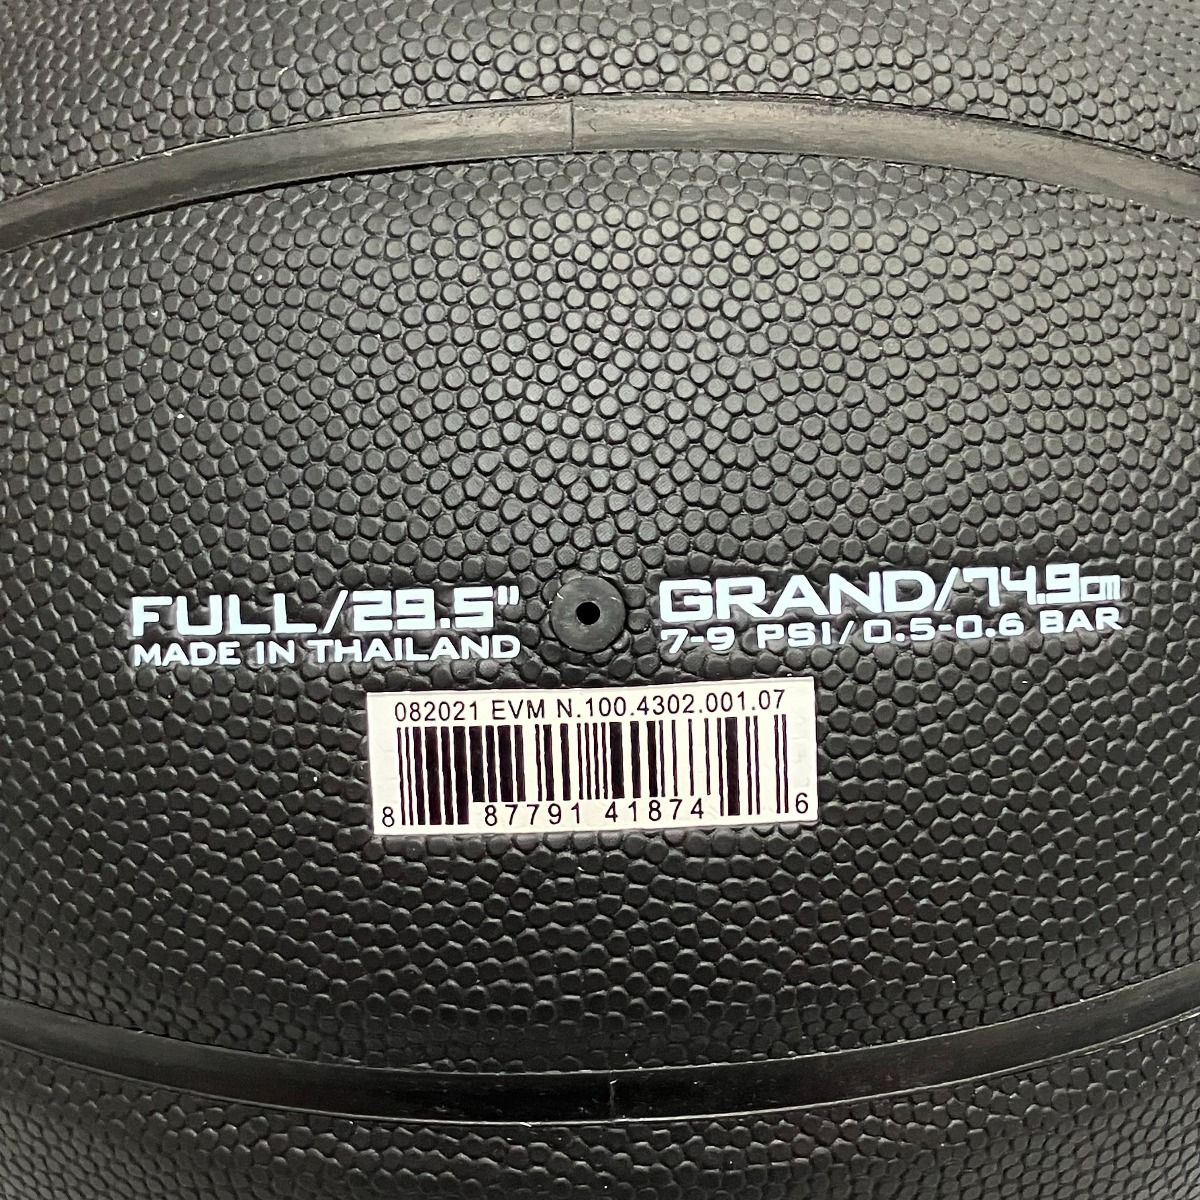 FULL/29.5" GRAND/74.9cm
MADE IN THAILAND 7-9 PSI/0.5-0.6 BAR
082021 EVM N.100.4302.001.07
8 87791 41874 6